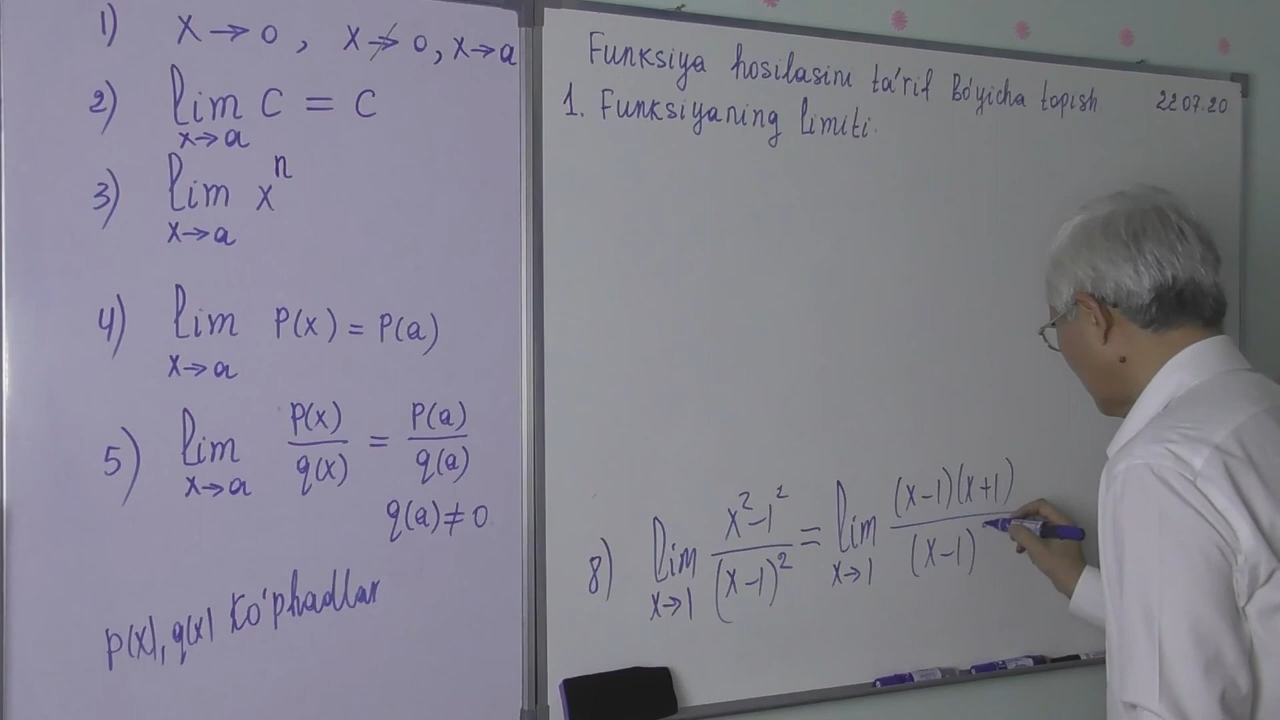 1) x → 0, x ↛ 0, x → a
2) lim C = C
x→a
3) lim xⁿ
x→a
4) lim P(x) = P(a)
x→a
5) lim P(x)/q(x) = P(a)/q(a)
x→a
q(a) ≠ 0
p(x), q(x) Ko'phadlar
Funksiya hosilasini ta'rif Bo'yicha topish 22.07.20
1. Funksiyaning limiti.
8) lim x²-1²/(x-1)² = lim (x-1)(x+1)/(x-1)
x→1 x→1